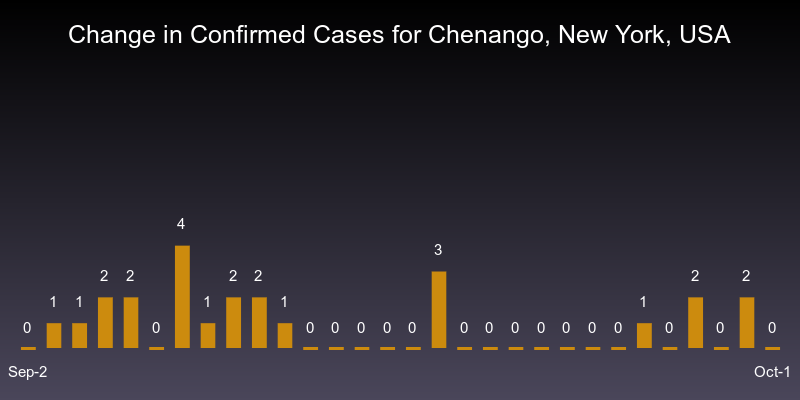 Change in Confirmed Cases for Chenango, New York, USA
0 1 1 2 2 0 4 1 2 2 1 0 0 0 0 0 3 0 0 0 0 0 0 0 1 0 2 0 2 0
Sep-2 Oct-1